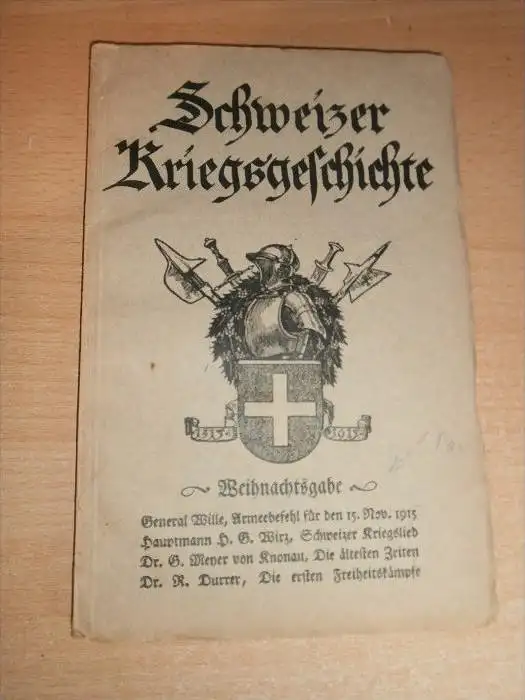 Schweizer
Kriegsgeschichte
1315
1915
Weihnachtsgabe
General Wille, Armeebefehl für den 15. Nov. 1915
Hauptmann H. G. Wirz, Schweizer Kriegslied
Dr. G. Meyer von Knonau, Die ältesten Zeiten
Dr. R. Durrer, Die ersten Freiheitskämpfe